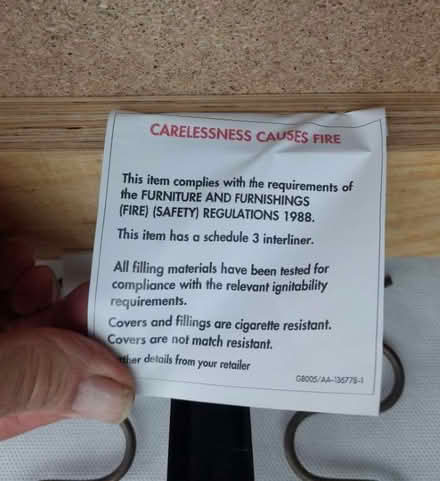 CARELESSNESS CAUSES FIRE
This item complies with the requirements of
the FURNITURE AND FURNISHINGS
(FIRE) (SAFETY) REGULATIONS 1988.
This item has a schedule 3 interliner.
All filling materials have been tested for
compliance with the relevant ignitability
requirements.
Covers and fillings are cigarette resistant.
Covers are not match resistant.
details from your retailer
GB005/AA-136778-1